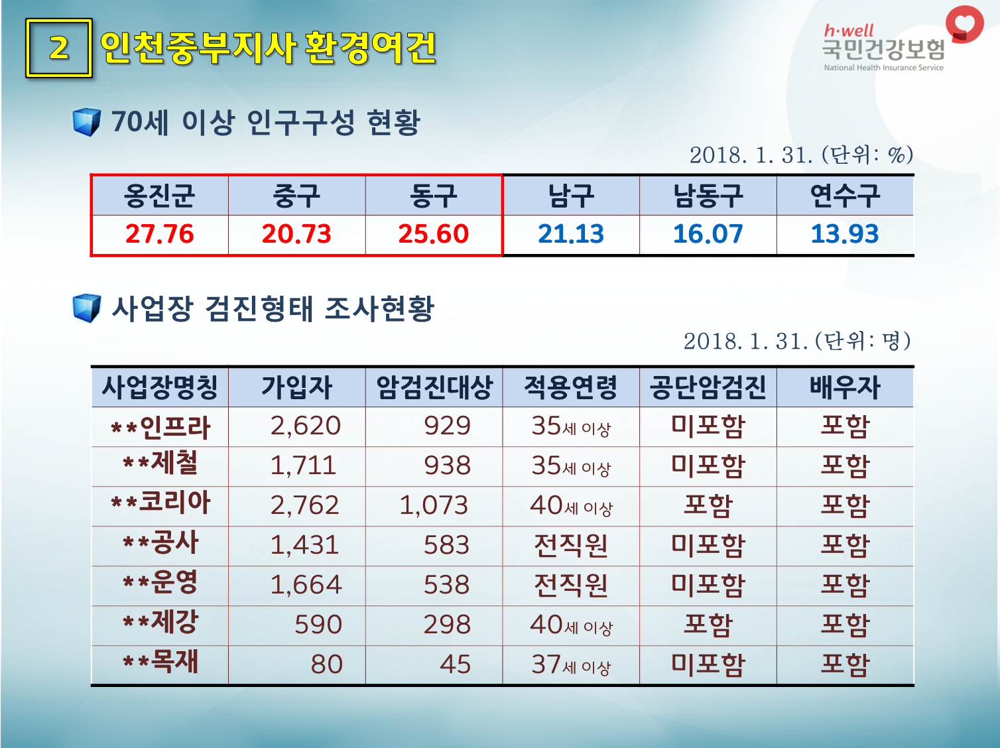 2 인천중부지사 환경여건
h·well
국민건강보험
National Health Insurance Service
70세 이상 인구구성 현황
2018. 1. 31. (단위: %)
옹진군 중구 동구 남구 남동구 연수구
27.76 20.73 25.60 21.13 16.07 13.93
사업장 검진형태 조사현황
2018. 1. 31. (단위: 명)
사업장명칭 가입자 암검진대상 적용연령 공단암검진 배우자
**인프라 2,620 929 35세 이상 미포함 포함
**제철 1,711 938 35세 이상 미포함 포함
**코리아 2,762 1,073 40세 이상 포함 포함
**공사 1,431 583 전직원 미포함 포함
**운영 1,664 538 전직원 미포함 포함
**제강 590 298 40세 이상 포함 포함
**목재 80 45 37세 이상 미포함 포함